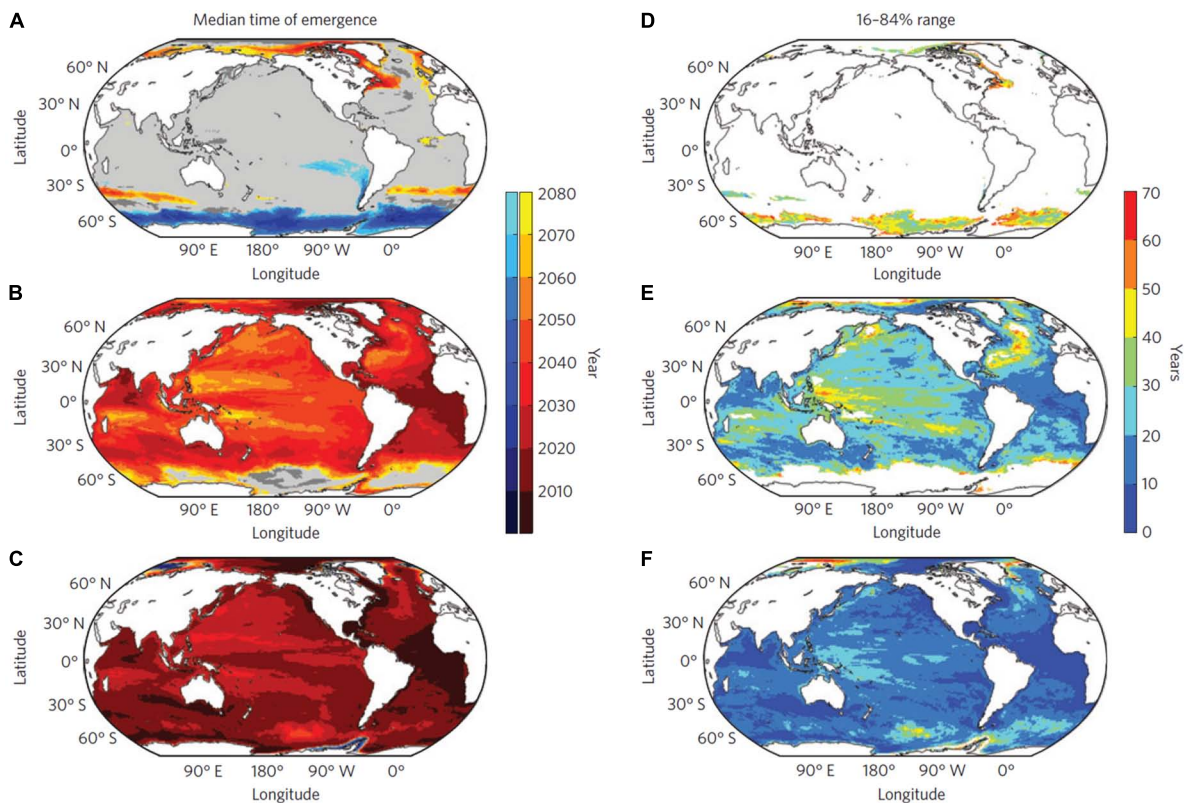 A
Median time of emergence
60° N
30° N
0°
30° S
60° S
Latitude
90° E 180° 90° W 0°
Longitude
D
16–84% range
60° N
30° N
0°
30° S
60° S
Latitude
90° E 180° 90° W 0°
Longitude
B
60° N
30° N
0°
30° S
60° S
Latitude
90° E 180° 90° W 0°
Longitude
2080
2070
2060
2050
2040
2030
2020
2010
Year
E
60° N
30° N
0°
30° S
60° S
Latitude
90° E 180° 90° W 0°
Longitude
70
60
50
40
30
20
10
0
Years
C
60° N
30° N
0°
30° S
60° S
Latitude
90° E 180° 90° W 0°
Longitude
F
60° N
30° N
0°
30° S
60° S
Latitude
90° E 180° 90° W 0°
Longitude